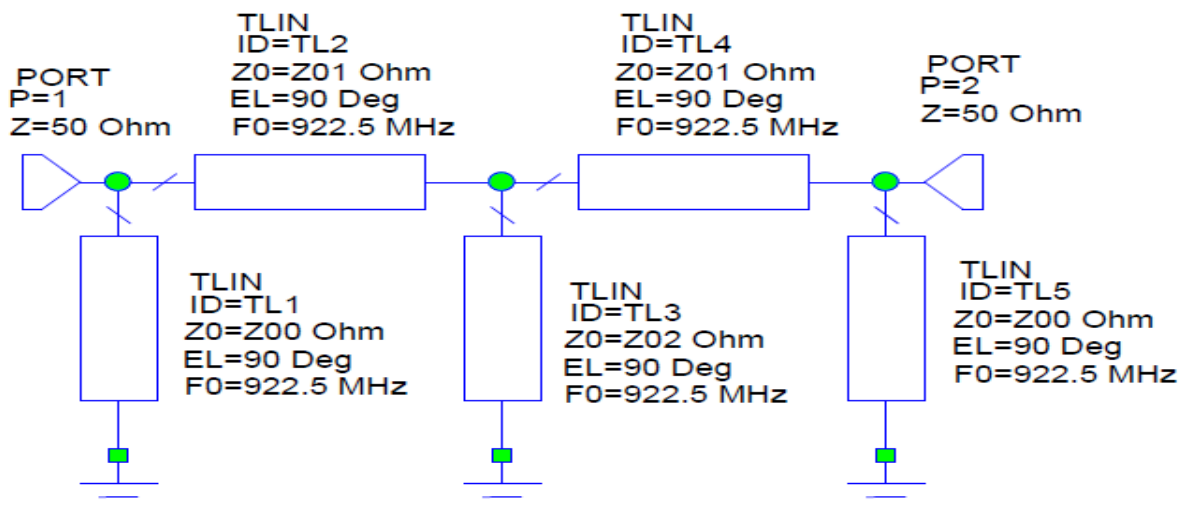 PORT
P=1
Z=50 Ohm
TLIN
ID=TL2
Z0=Z01 Ohm
EL=90 Deg
F0=922.5 MHz
TLIN
ID=TL4
Z0=Z01 Ohm
EL=90 Deg
F0=922.5 MHz
PORT
P=2
Z=50 Ohm
TLIN
ID=TL1
Z0=Z00 Ohm
EL=90 Deg
F0=922.5 MHz
TLIN
ID=TL3
Z0=Z02 Ohm
EL=90 Deg
F0=922.5 MHz
TLIN
ID=TL5
Z0=Z00 Ohm
EL=90 Deg
F0=922.5 MHz